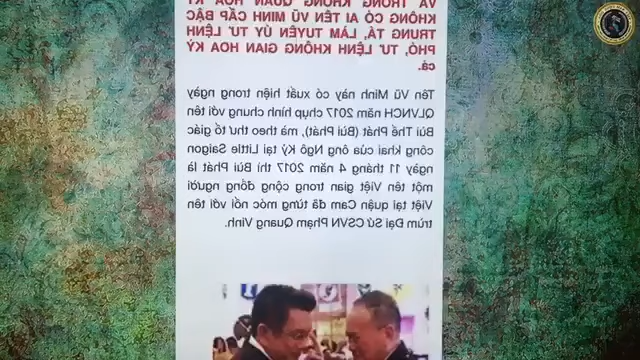 VÀ TRONG KHÔNG QUÂN HOA KỲ
KHÔNG CÓ AI TÊN VŨ MINH CẤP BẬC
TRUNG TÁ, LÀM TUYÊN ÚY TƯ LỆNH
PHÓ, TƯ LỆNH KHÔNG GIAN HOA KỲ
cả.
Tên Vũ Minh này có xuất hiện trong ngày
QLVNCH 2017 năm chụp hình chung với tên
Bùi Thế Phát (Bùi Phát), mà theo thư tố giác
công khai của ông Ngô Kỷ tại Little Saigon
ngày 11 tháng 4 năm 2017 thì Bùi Phát là
một tên Việt gian trong cộng đồng người
Việt tại quận Cam đã từng móc nối với tên
trùm Đại Sứ CSVN Phạm Quang Vinh.